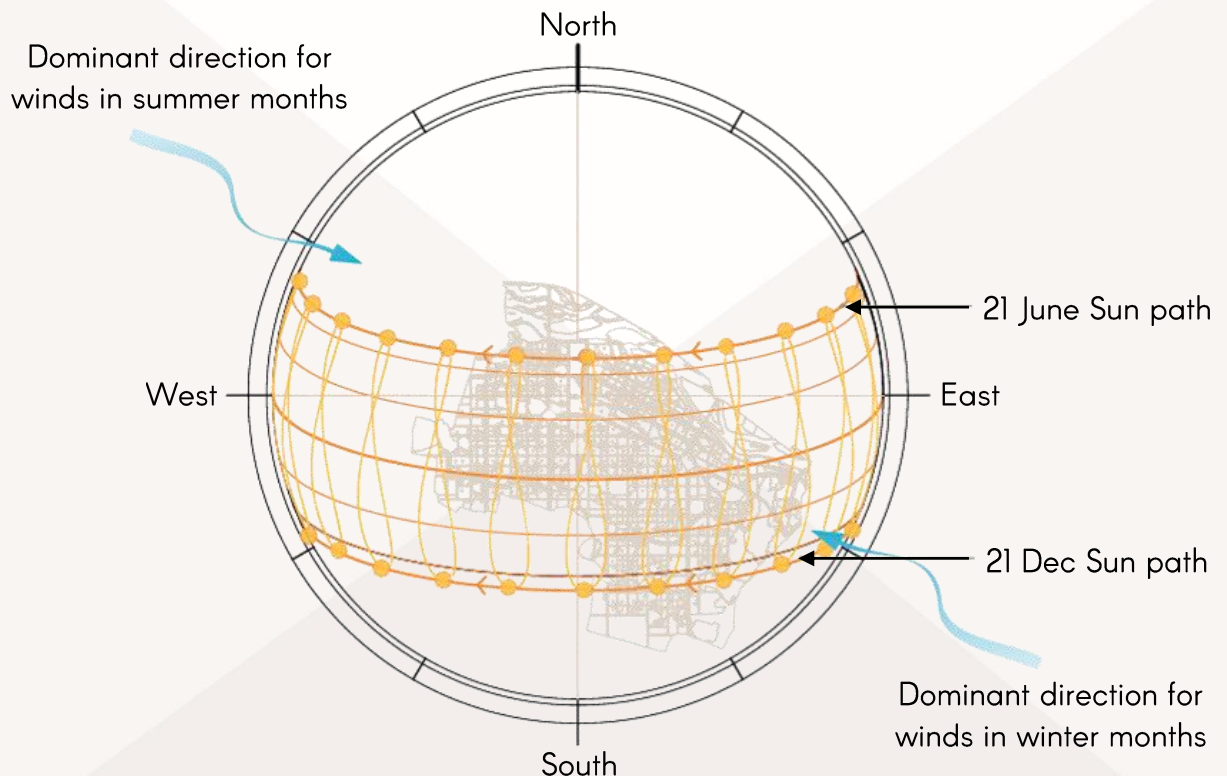 North
Dominant direction for
winds in summer months
21 June Sun path
West
East
21 Dec Sun path
Dominant direction for
winds in winter months
South